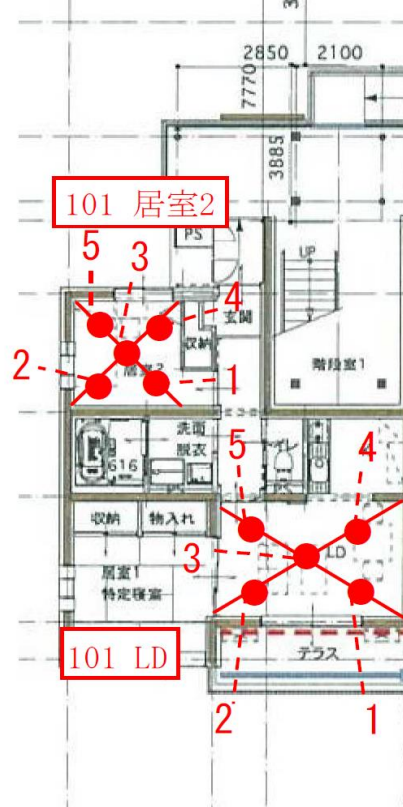 2850 2100
7770
3885
101 居室2
PS
5 3 4
UP
玄関
収納
階段室1
2 居室2 1
洗面
脱衣
トイレ
616
5 4
収納 物入れ
3 LD
居室1
特定寝室
101 LD
テラス
2 1